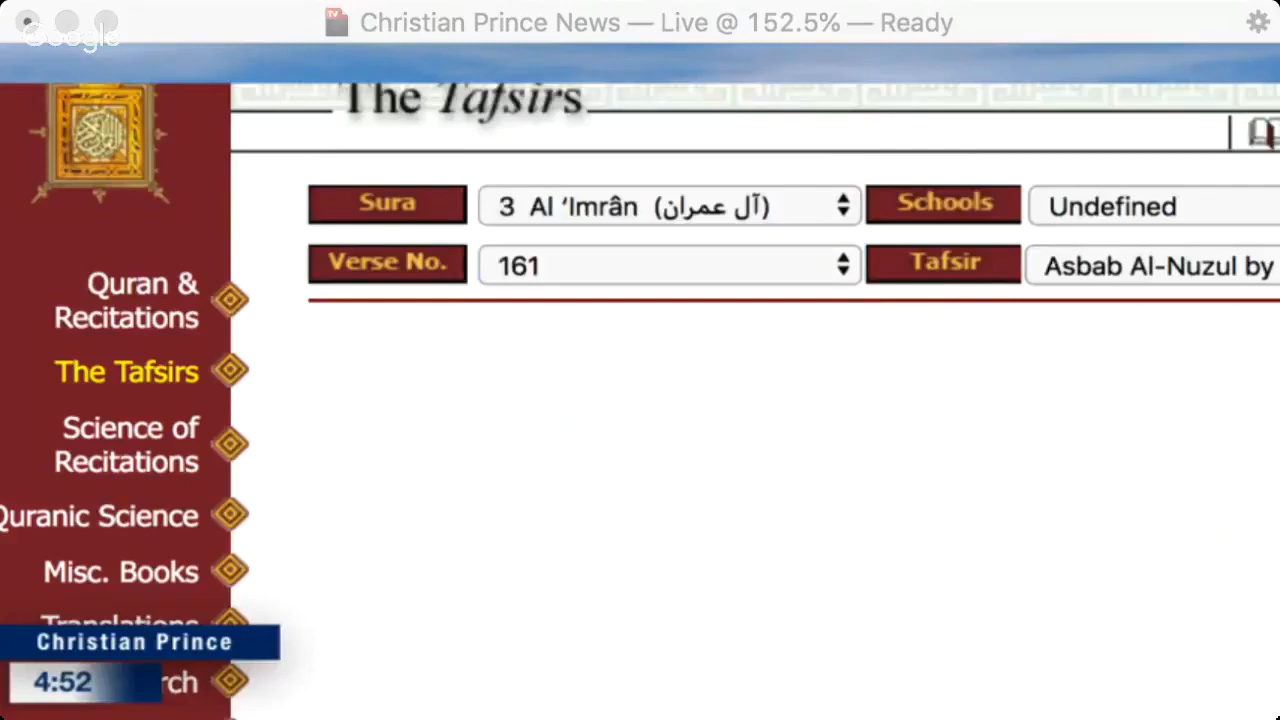 Christian Prince News — Live @ 152.5% — Ready
Google
The Tafsirs
Sura
3 Al ‘Imrân (آل عمران)
Schools
Undefined
Verse No.
161
Tafsir
Asbab Al-Nuzul by
Quran &
Recitations
The Tafsirs
Science of
Recitations
Quranic Science
Misc. Books
Translations
Christian Prince
4:52
rch